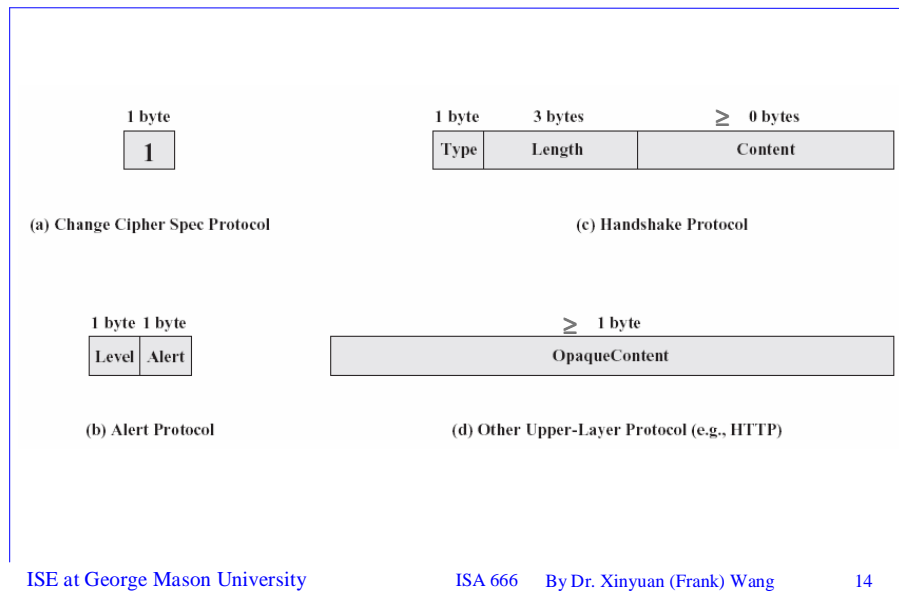 1 byte
1
(a) Change Cipher Spec Protocol
1 byte 3 bytes ≥ 0 bytes
Type Length Content
(c) Handshake Protocol
1 byte 1 byte
Level Alert
(b) Alert Protocol
≥ 1 byte
OpaqueContent
(d) Other Upper-Layer Protocol (e.g., HTTP)
ISE at George Mason University ISA 666 By Dr. Xinyuan (Frank) Wang 14